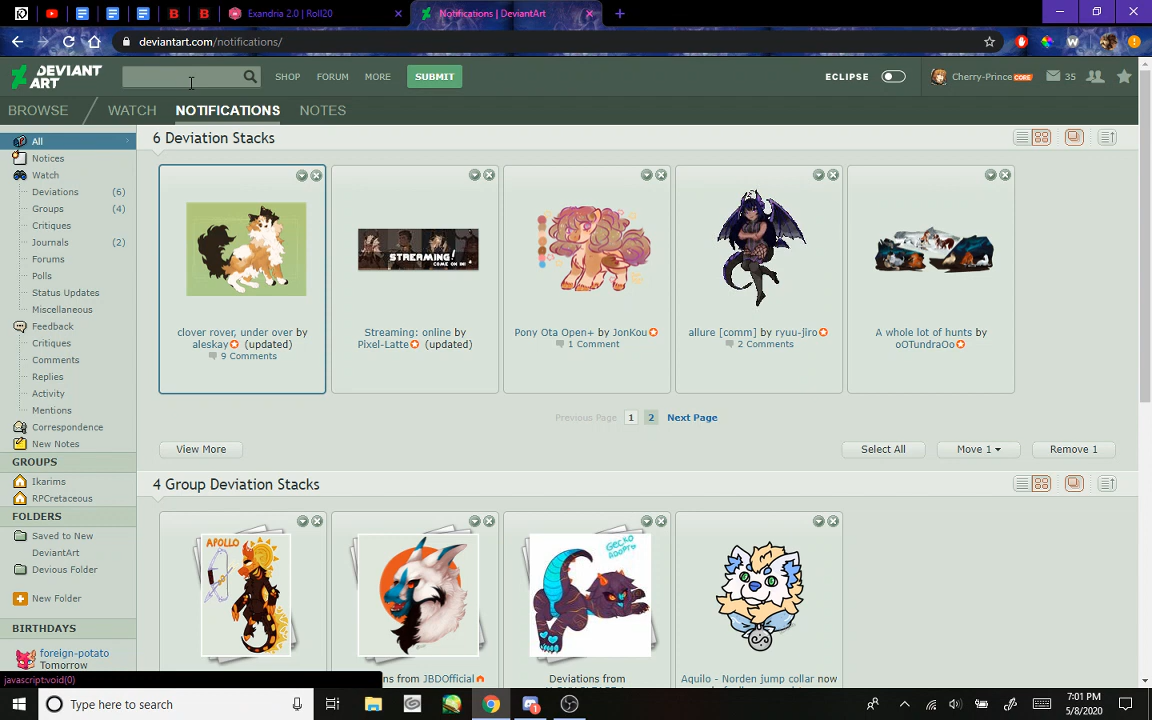 Exandria 2.0 | Roll20
Notifications | DeviantArt
deviantart.com/notifications/
DEVIANT ART
SHOP
FORUM
MORE
SUBMIT
ECLIPSE
Cherry-Prince CORE
35
BROWSE
WATCH
NOTIFICATIONS
NOTES
All
Notices
Watch
Deviations (6)
Groups (4)
Critiques
Journals (2)
Forums
Polls
Status Updates
Miscellaneous
Feedback
Critiques
Comments
Replies
Activity
Mentions
Correspondence
New Notes
GROUPS
Ikarims
RPCretaceous
FOLDERS
Saved to New
DeviantArt
Devious Folder
New Folder
BIRTHDAYS
foreign-potato
Tomorrow
javascript:void(0)
6 Deviation Stacks
STREAMING!
COME ON IN!
clover rover, under over by
aleskay (updated)
9 Comments
Streaming: online by
Pixel-Latte (updated)
Pony Ota Open+ by JonKou
1 Comment
allure [comm] by ryuu-jiro
2 Comments
A whole lot of hunts by
oOTundraOo
Previous Page 1 2 Next Page
View More
Select All
Move 1
Remove 1
4 Group Deviation Stacks
APOLLO
GECKO
ADOPT
ns from JBDOfficial
Deviations from
Aquilo - Norden jump collar now
Type here to search
7:01 PM
5/8/2020